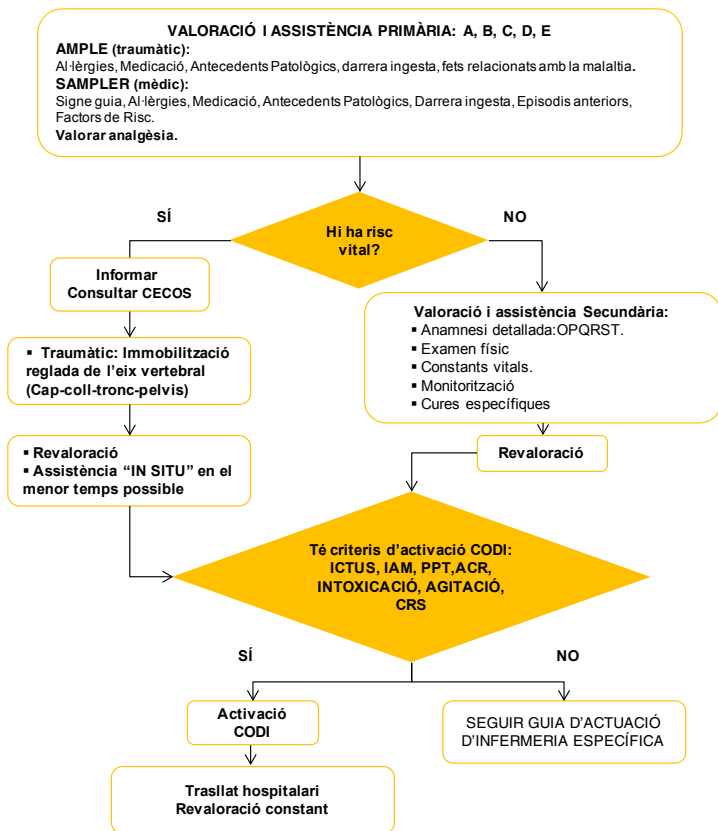 VALORACIÓ I ASSISTÈNCIA PRIMÀRIA: A, B, C, D, E
AMPLE (traumàtic):
Al·lèrgies, Medicació, Antecedents Patològics, darrera ingesta, fets relacionats amb la malaltia.
SAMPLER (mèdic):
Signe guia, Al·lèrgies, Medicació, Antecedents Patològics, Darrera ingesta, Episodis anteriors,
Factors de Risc.
Valorar analgèsia.
SÍ
NO
Hi ha risc
vital?
Informar
Consultar CECOS
▪ Traumàtic: Immobilització
reglada de l’eix vertebral
(Cap-coll-tronc-pelvis)
▪ Revaloració
▪ Assistència “IN SITU” en el
menor temps possible
Valoració i assistència Secundària:
▪ Anamnesi detallada:OPQRST.
▪ Examen físic
▪ Constants vitals.
▪ Monitorització
▪ Cures específiques
Revaloració
Té criteris d’activació CODI:
ICTUS, IAM, PPT,ACR,
INTOXICACIÓ, AGITACIÓ,
CRS
SÍ
NO
Activació
CODI
SEGUIR GUIA D’ACTUACIÓ
D’INFERMERIA ESPECÍFICA
Trasllat hospitalari
Revaloració constant